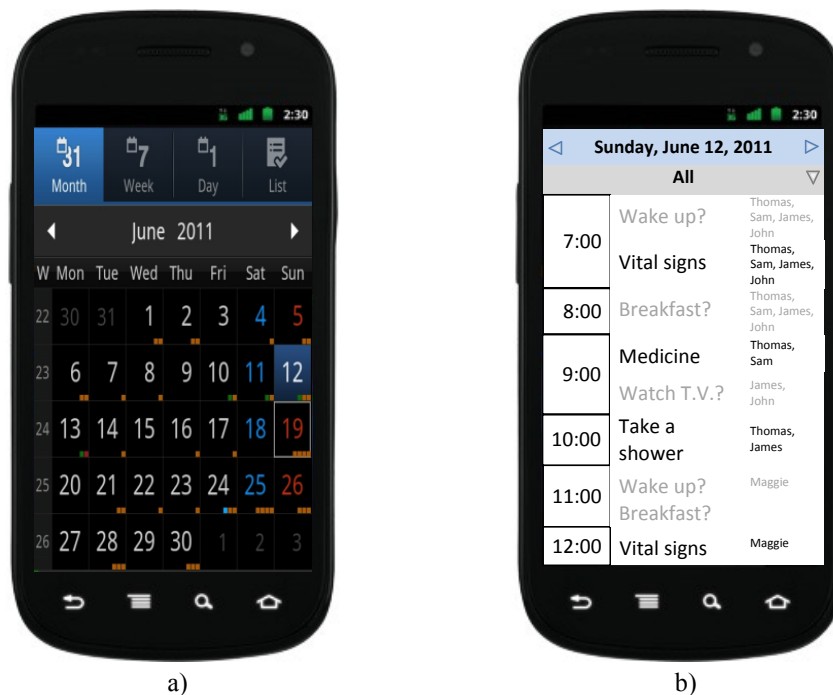 2:30
31 7 1
Month Week Day List
June 2011
W Mon Tue Wed Thu Fri Sat Sun
22 30 31 1 2 3 4 5
23 6 7 8 9 10 11 12
24 13 14 15 16 17 18 19
25 20 21 22 23 24 25 26
26 27 28 29 30 1 2 3
a)
2:30
Sunday, June 12, 2011
All
7:00
Wake up?
Thomas,
Sam, James,
John
Vital signs
Thomas,
Sam, James,
John
8:00
Breakfast?
Thomas,
Sam, James,
John
9:00
Medicine
Thomas,
Sam
Watch T.V.?
James,
John
10:00
Take a
shower
Thomas,
James
11:00
Wake up?
Breakfast?
Maggie
12:00
Vital signs
Maggie
b)